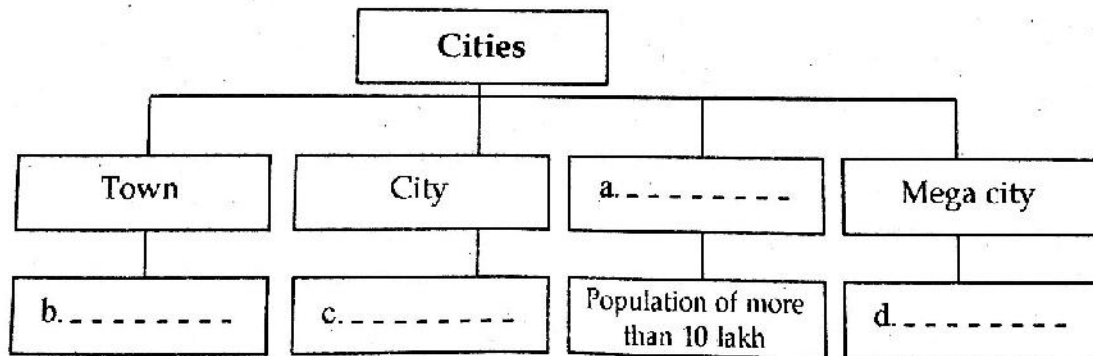 Cities
Town
City
a. _ _ _ _ _ _ _ _ _
Mega city
b. _ _ _ _ _ _ _ _ _
c. _ _ _ _ _ _ _ _ _
Population of more
than 10 lakh
d. _ _ _ _ _ _ _ _ _